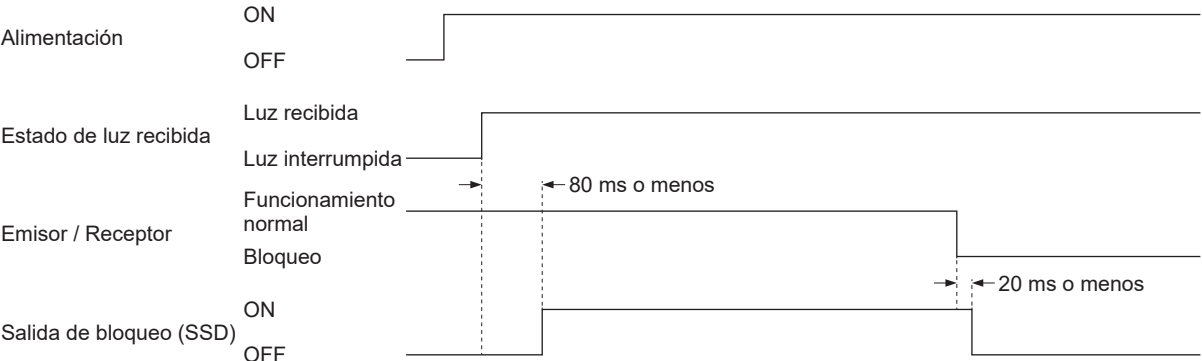 ON
Alimentación
OFF
Luz recibida
Estado de luz recibida
Luz interrumpida
80 ms o menos
Funcionamiento
normal
Emisor / Receptor
Bloqueo
20 ms o menos
ON
Salida de bloqueo (SSD)
OFF